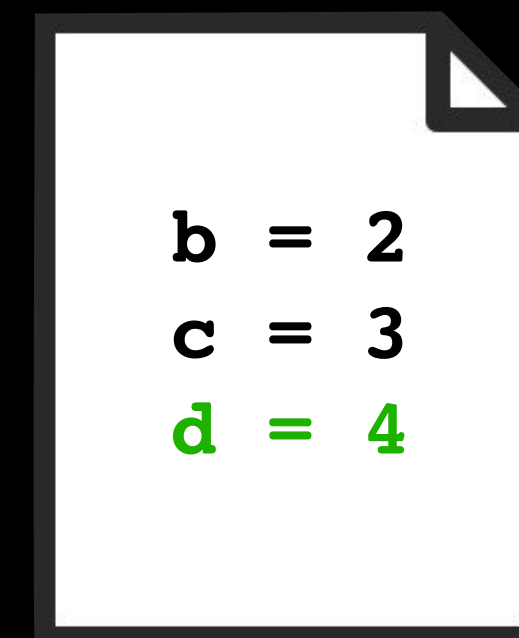 b = 2
c = 3
d = 4